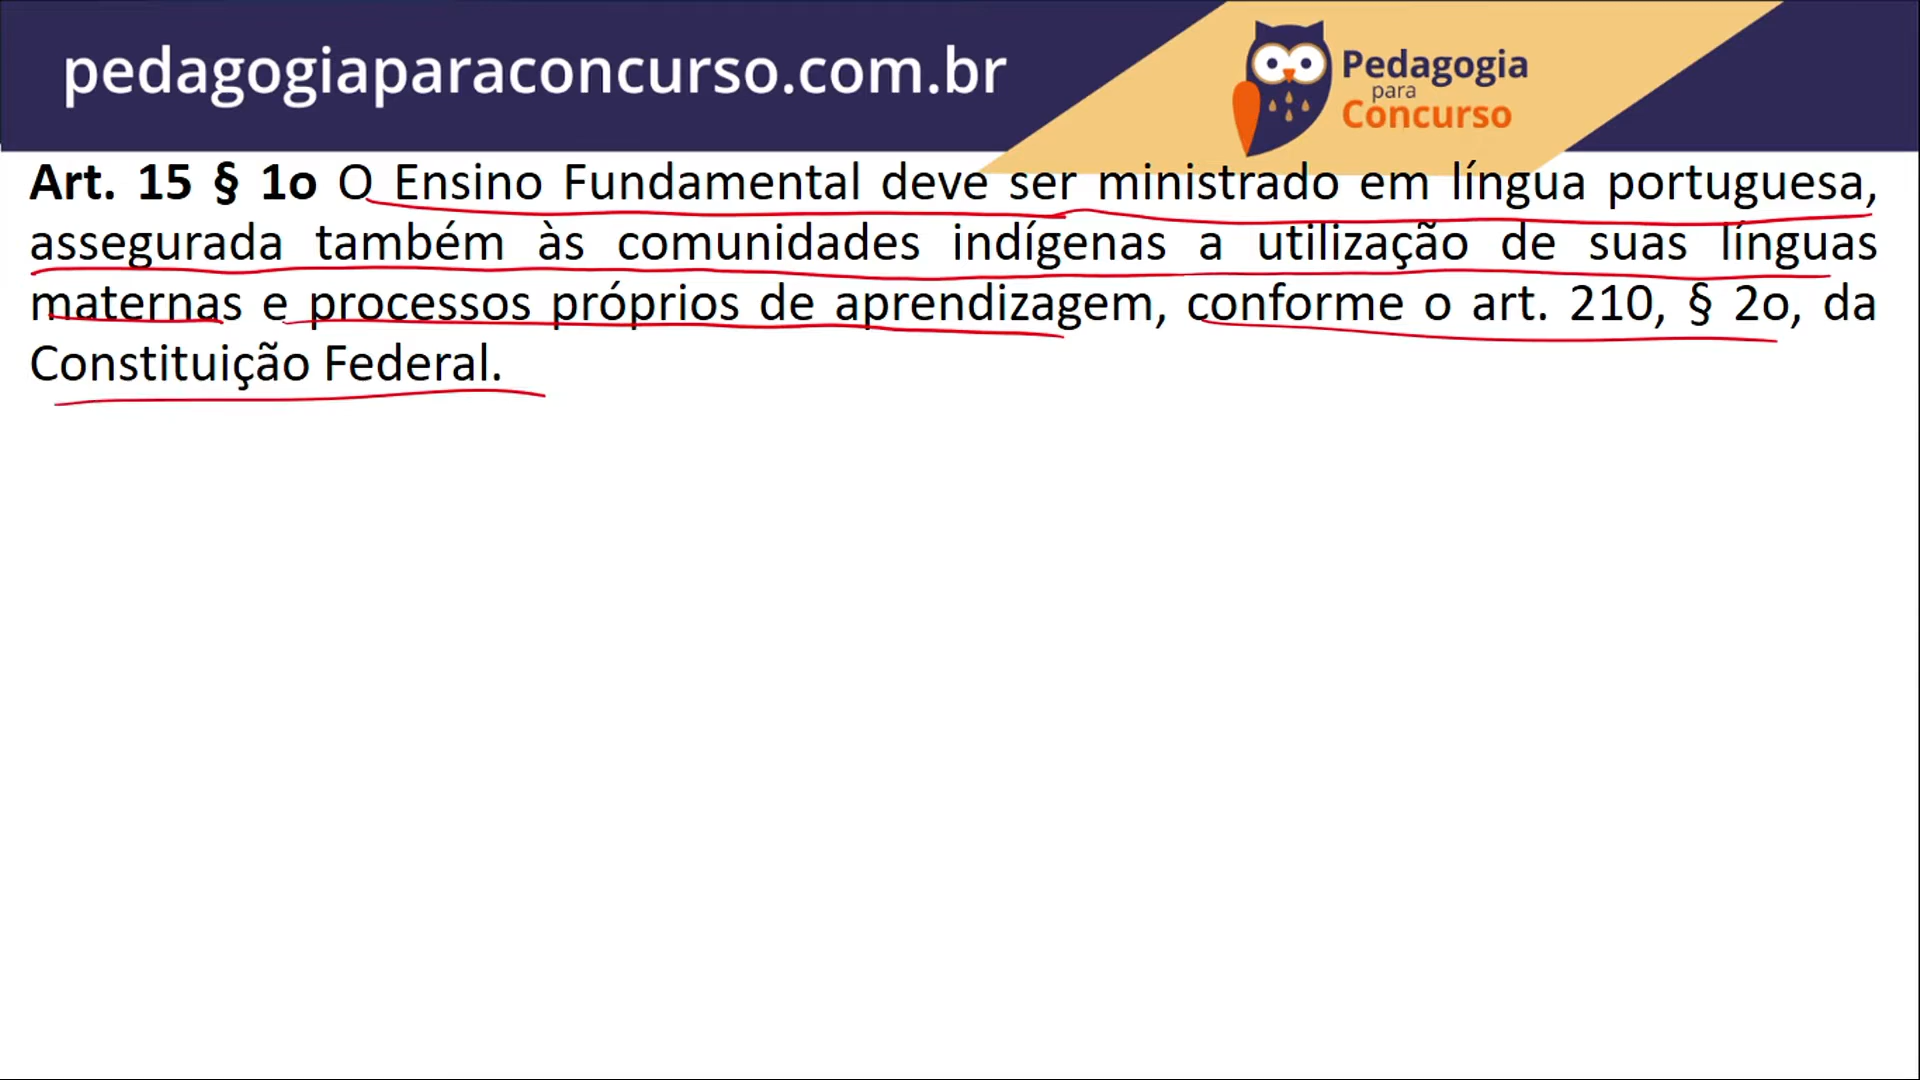 pedagogiaparaconcurso.com.br
Pedagogia
para
Concurso
Art. 15 § 1o O Ensino Fundamental deve ser ministrado em língua portuguesa,
assegurada também às comunidades indígenas a utilização de suas línguas
maternas e processos próprios de aprendizagem, conforme o art. 210, § 2o, da
Constituição Federal.